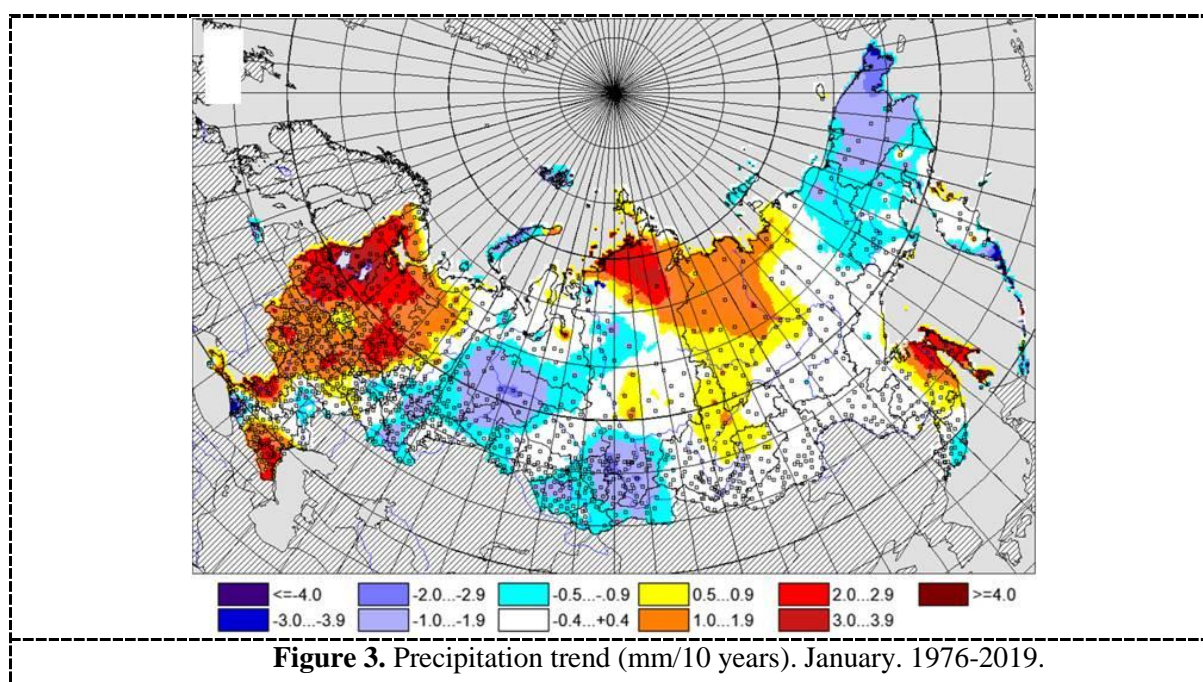 <=-4.0 -2.0...-2.9 -0.5...-.0.9 0.5...0.9 2.0...2.9 >=4.0
-3.0...-3.9 -1.0...-1.9 -0.4...+0.4 1.0...1.9 3.0...3.9
Figure 3. Precipitation trend (mm/10 years). January. 1976-2019.